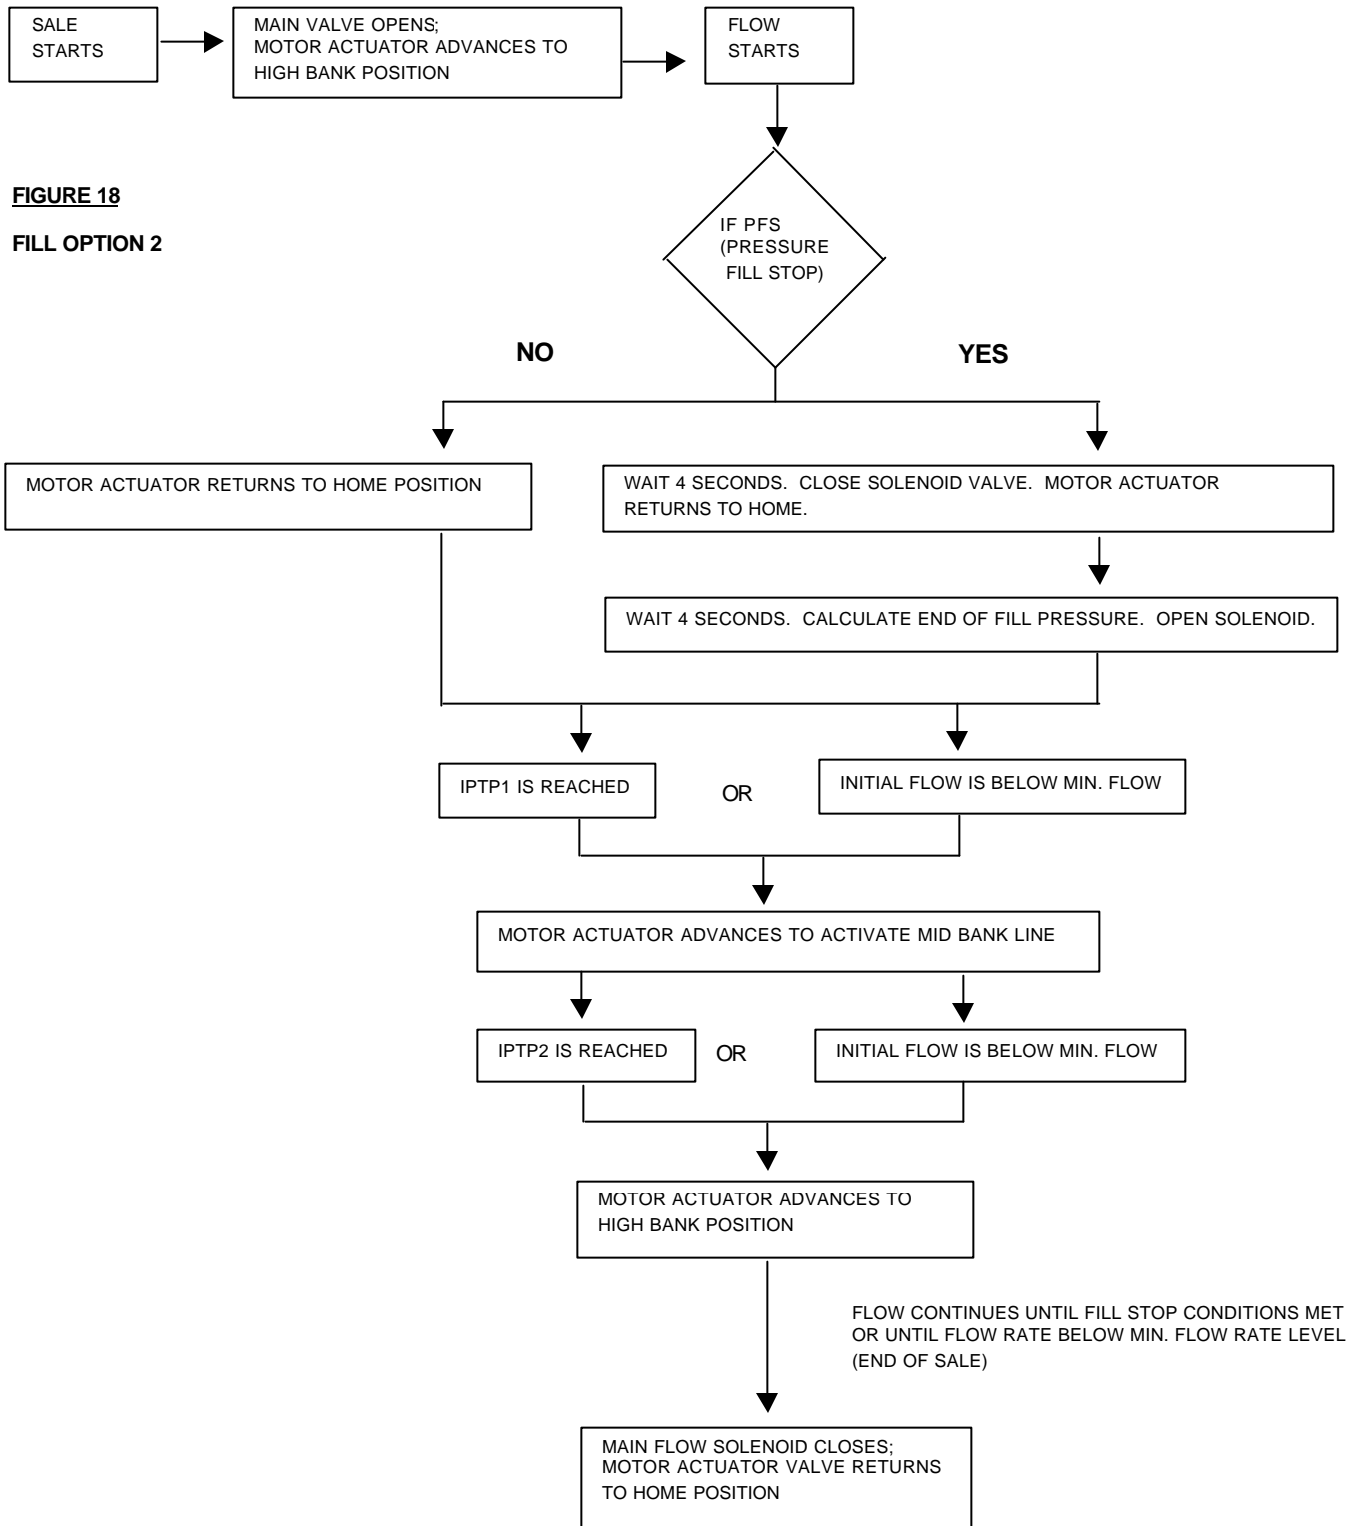 SALE
STARTS
MAIN VALVE OPENS;
MOTOR ACTUATOR ADVANCES TO
HIGH BANK POSITION
FLOW
STARTS
FIGURE 18
FILL OPTION 2
IF PFS
(PRESSURE
FILL STOP)
NO
YES
MOTOR ACTUATOR RETURNS TO HOME POSITION
WAIT 4 SECONDS. CLOSE SOLENOID VALVE. MOTOR ACTUATOR
RETURNS TO HOME.
WAIT 4 SECONDS. CALCULATE END OF FILL PRESSURE. OPEN SOLENOID.
IPTP1 IS REACHED
OR
INITIAL FLOW IS BELOW MIN. FLOW
MOTOR ACTUATOR ADVANCES TO ACTIVATE MID BANK LINE
IPTP2 IS REACHED
OR
INITIAL FLOW IS BELOW MIN. FLOW
MOTOR ACTUATOR ADVANCES TO
HIGH BANK POSITION
FLOW CONTINUES UNTIL FILL STOP CONDITIONS MET
OR UNTIL FLOW RATE BELOW MIN. FLOW RATE LEVEL
(END OF SALE)
MAIN FLOW SOLENOID CLOSES;
MOTOR ACTUATOR VALVE RETURNS
TO HOME POSITION